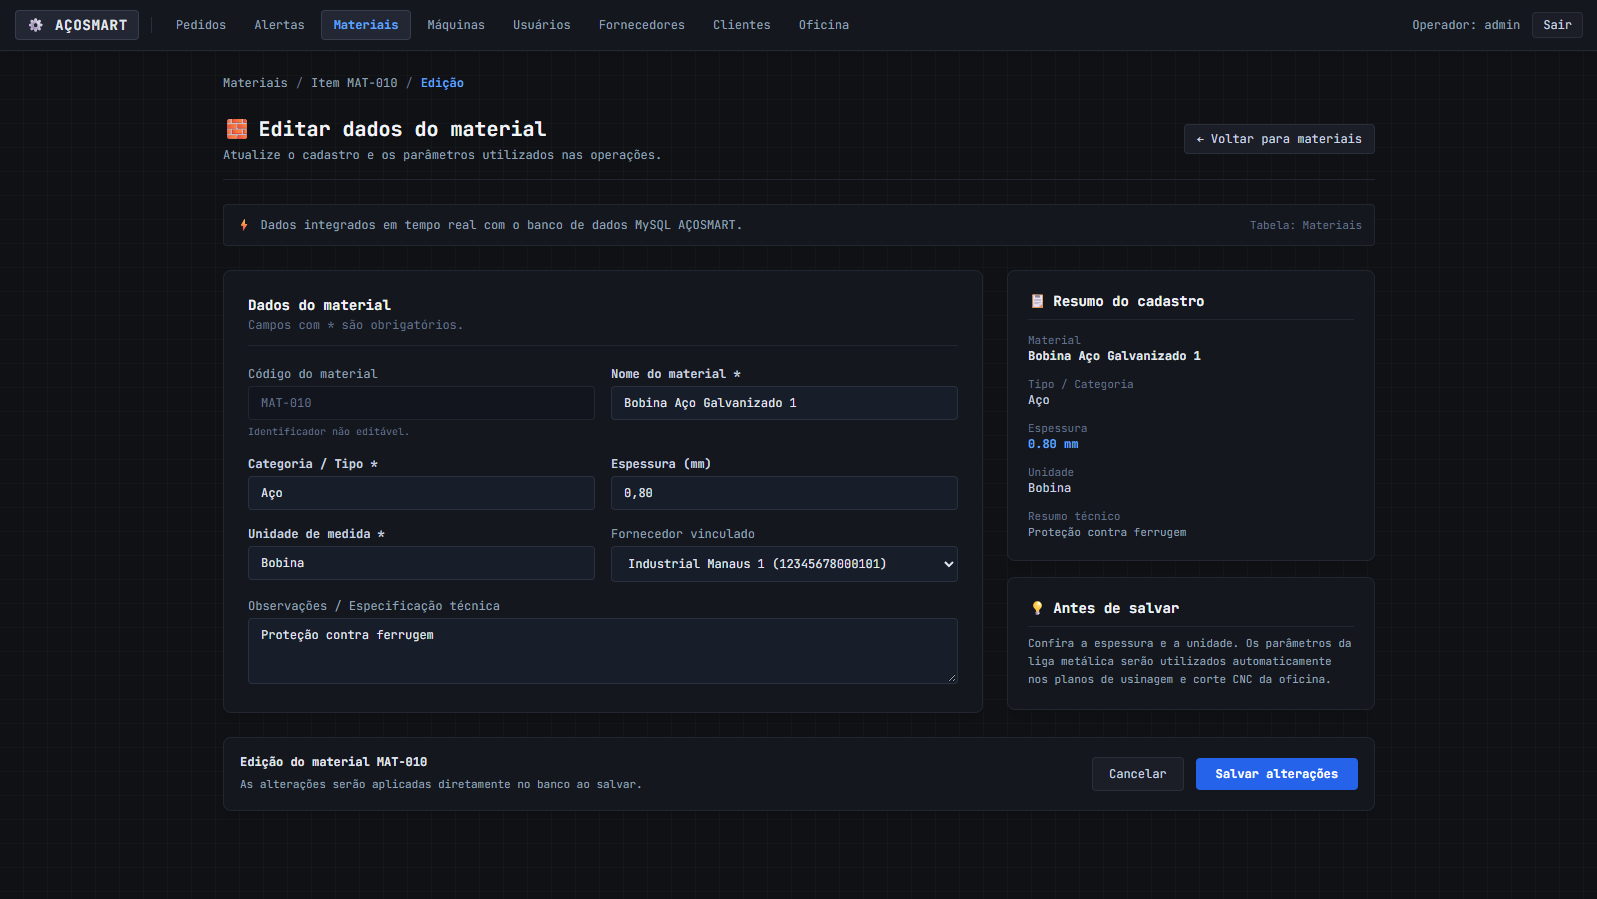 AÇOSMART
Pedidos
Alertas
Materiais
Máquinas
Usuários
Fornecedores
Clientes
Oficina
Operador: admin
Sair
Materiais / Item MAT-010 / Edição
Editar dados do material
Atualize o cadastro e os parâmetros utilizados nas operações.
← Voltar para materiais
Dados integrados em tempo real com o banco de dados MySQL AÇOSMART.
Tabela: Materiais
Dados do material
Campos com * são obrigatórios.
Código do material
MAT-010
Identificador não editável.
Nome do material *
Bobina Aço Galvanizado 1
Categoria / Tipo *
Aço
Espessura (mm)
0,80
Unidade de medida *
Bobina
Fornecedor vinculado
Industrial Manaus 1 (12345678000101)
Observações / Especificação técnica
Proteção contra ferrugem
Resumo do cadastro
Material
Bobina Aço Galvanizado 1
Tipo / Categoria
Aço
Espessura
0.80 mm
Unidade
Bobina
Resumo técnico
Proteção contra ferrugem
Antes de salvar
Confira a espessura e a unidade. Os parâmetros da
liga metálica serão utilizados automaticamente
nos planos de usinagem e corte CNC da oficina.
Edição do material MAT-010
As alterações serão aplicadas diretamente no banco ao salvar.
Cancelar
Salvar alterações